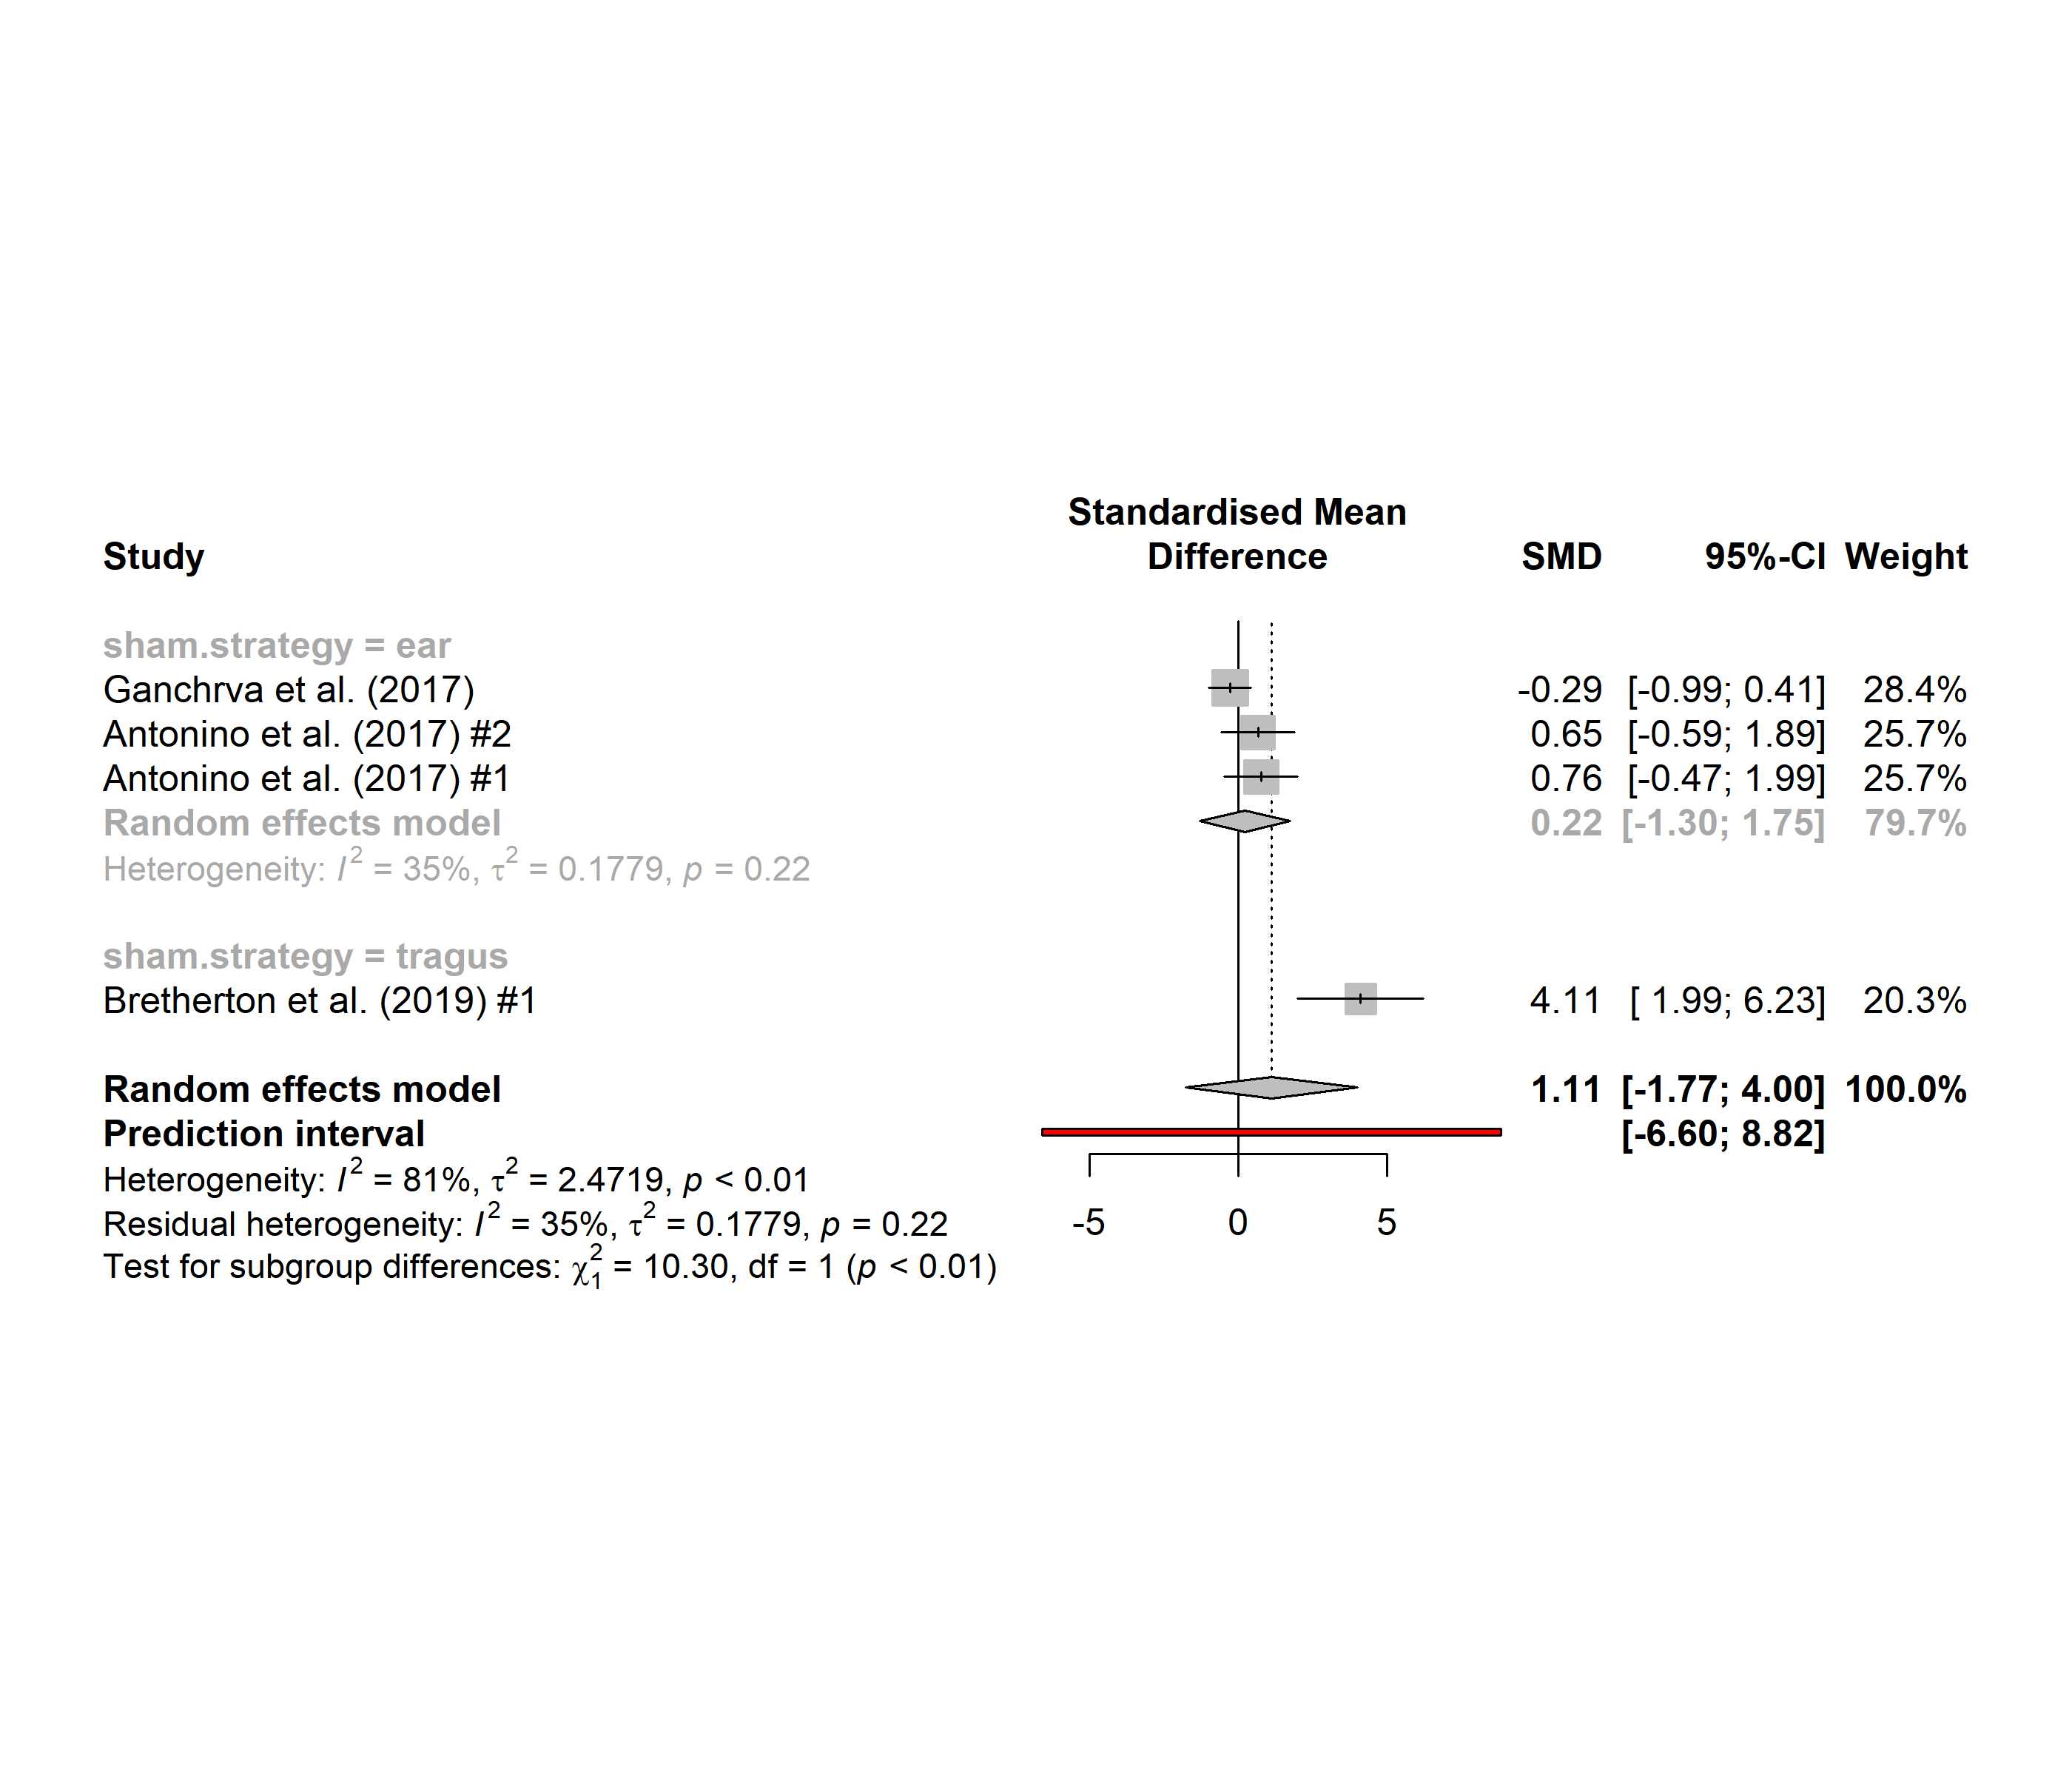 Standardised Mean
Study Difference SMD 95%-CI Weight
sham.strategy = ear
Ganchrva et al. (2017) -0.29 [-0.99; 0.41] 28.4%
Antonino et al. (2017) #2 0.65 [-0.59; 1.89] 25.7%
Antonino et al. (2017) #1 0.76 [-0.47; 1.99] 25.7%
Random effects model 0.22 [-1.30; 1.75] 79.7%
Heterogeneity: I² = 35%, τ² = 0.1779, p = 0.22
sham.strategy = tragus
Bretherton et al. (2019) #1 4.11 [ 1.99; 6.23] 20.3%
Random effects model 1.11 [-1.77; 4.00] 100.0%
Prediction interval [-6.60; 8.82]
Heterogeneity: I² = 81%, τ² = 2.4719, p < 0.01
Residual heterogeneity: I² = 35%, τ² = 0.1779, p = 0.22
-5 0 5
Test for subgroup differences: χ₁² = 10.30, df = 1 (p < 0.01)